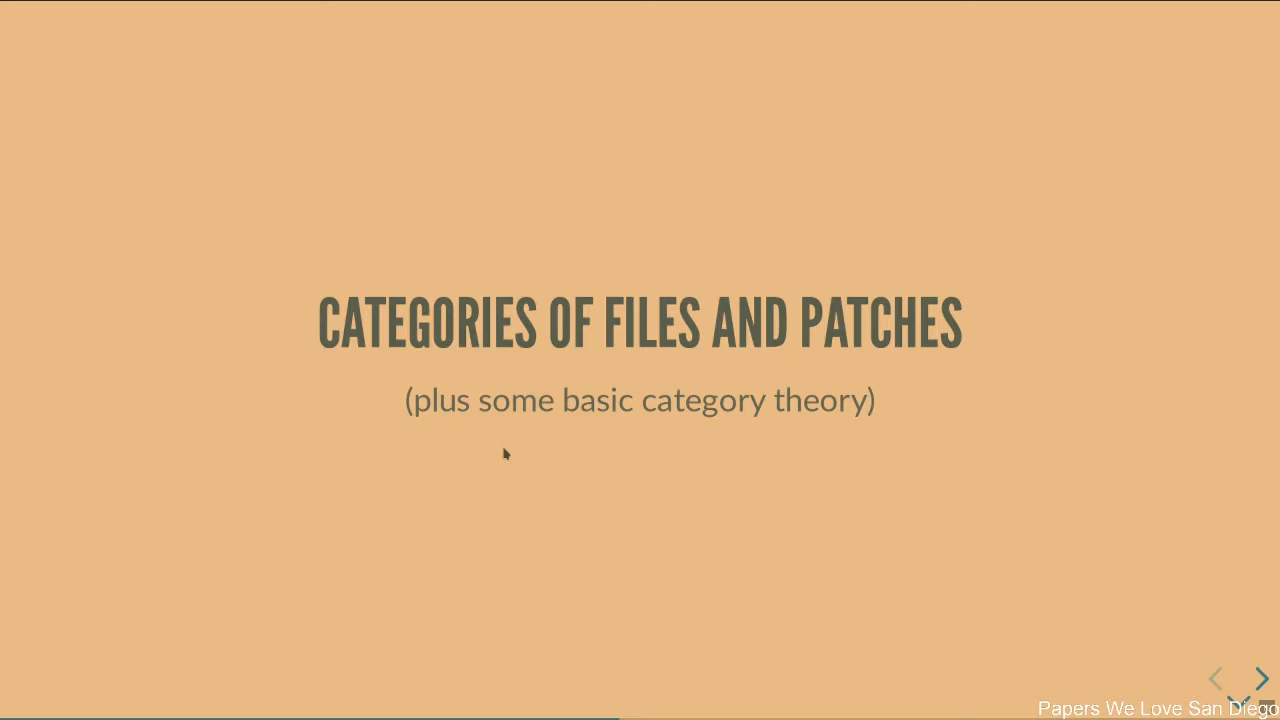 CATEGORIES OF FILES AND PATCHES
(plus some basic category theory)
Papers We Love San Diego